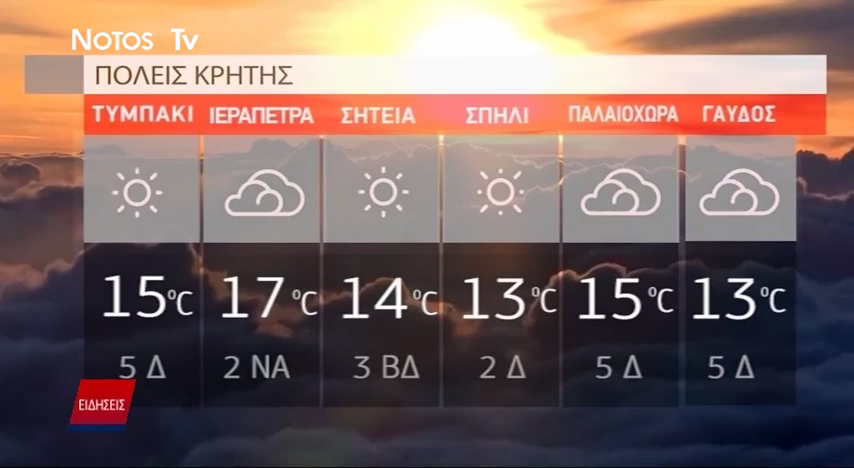 NOTOS TV
ΠΟΛΕΙΣ ΚΡΗΤΗΣ
ΤΥΜΠΑΚΙ ΙΕΡΑΠΕΤΡΑ ΣΗΤΕΙΑ ΣΠΗΛΙ ΠΑΛΑΙΟΧΩΡΑ ΓΑΥΔΟΣ
15°C 17°C 14°C 13°C 15°C 13°C
5 Δ 2 ΝΑ 3 ΒΔ 2 Δ 5 Δ 5 Δ
ΕΙΔΗΣΕΙΣ